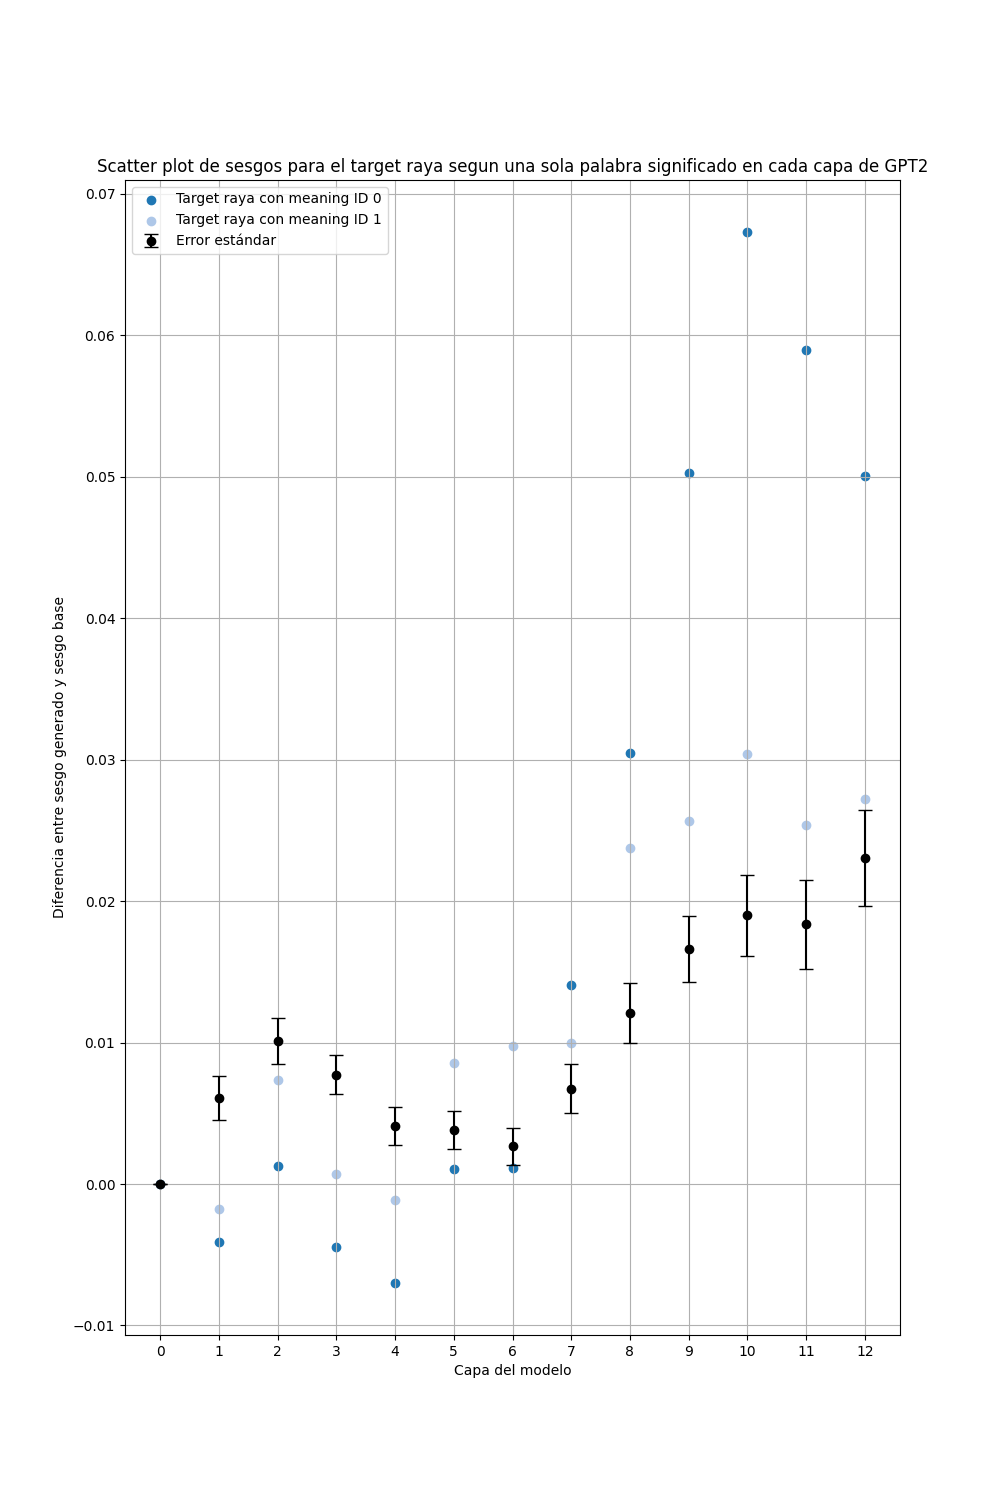 Scatter plot de sesgos para el target raya segun una sola palabra significado en cada capa de GPT2
Target raya con meaning ID 0
Target raya con meaning ID 1
Error estándar
Diferencia entre sesgo generado y sesgo base
0.07
0.06
0.05
0.04
0.03
0.02
0.01
0.00
−0.01
0 1 2 3 4 5 6 7 8 9 10 11 12
Capa del modelo